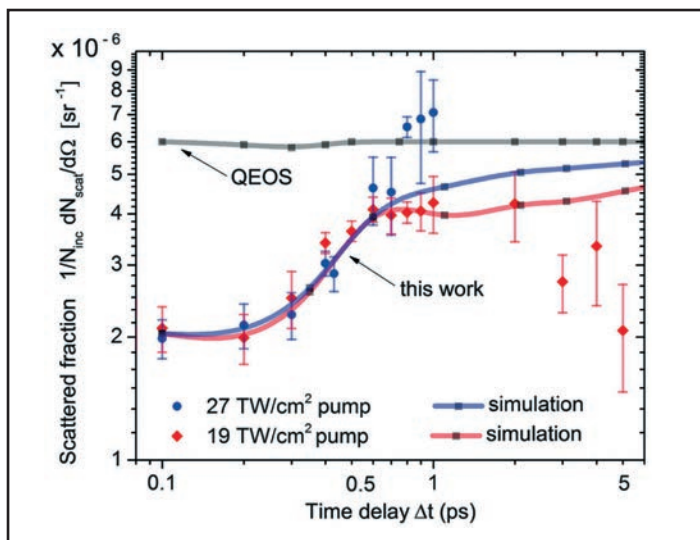 x 10⁻⁶
Scattered fraction 1/N_inc dN_scat/dΩ [sr⁻¹]
9
8
7
6
5
4
3
2
1
QEOS
this work
27 TW/cm² pump
simulation
19 TW/cm² pump
simulation
0.1
0.5
1
5
Time delay Δt (ps)